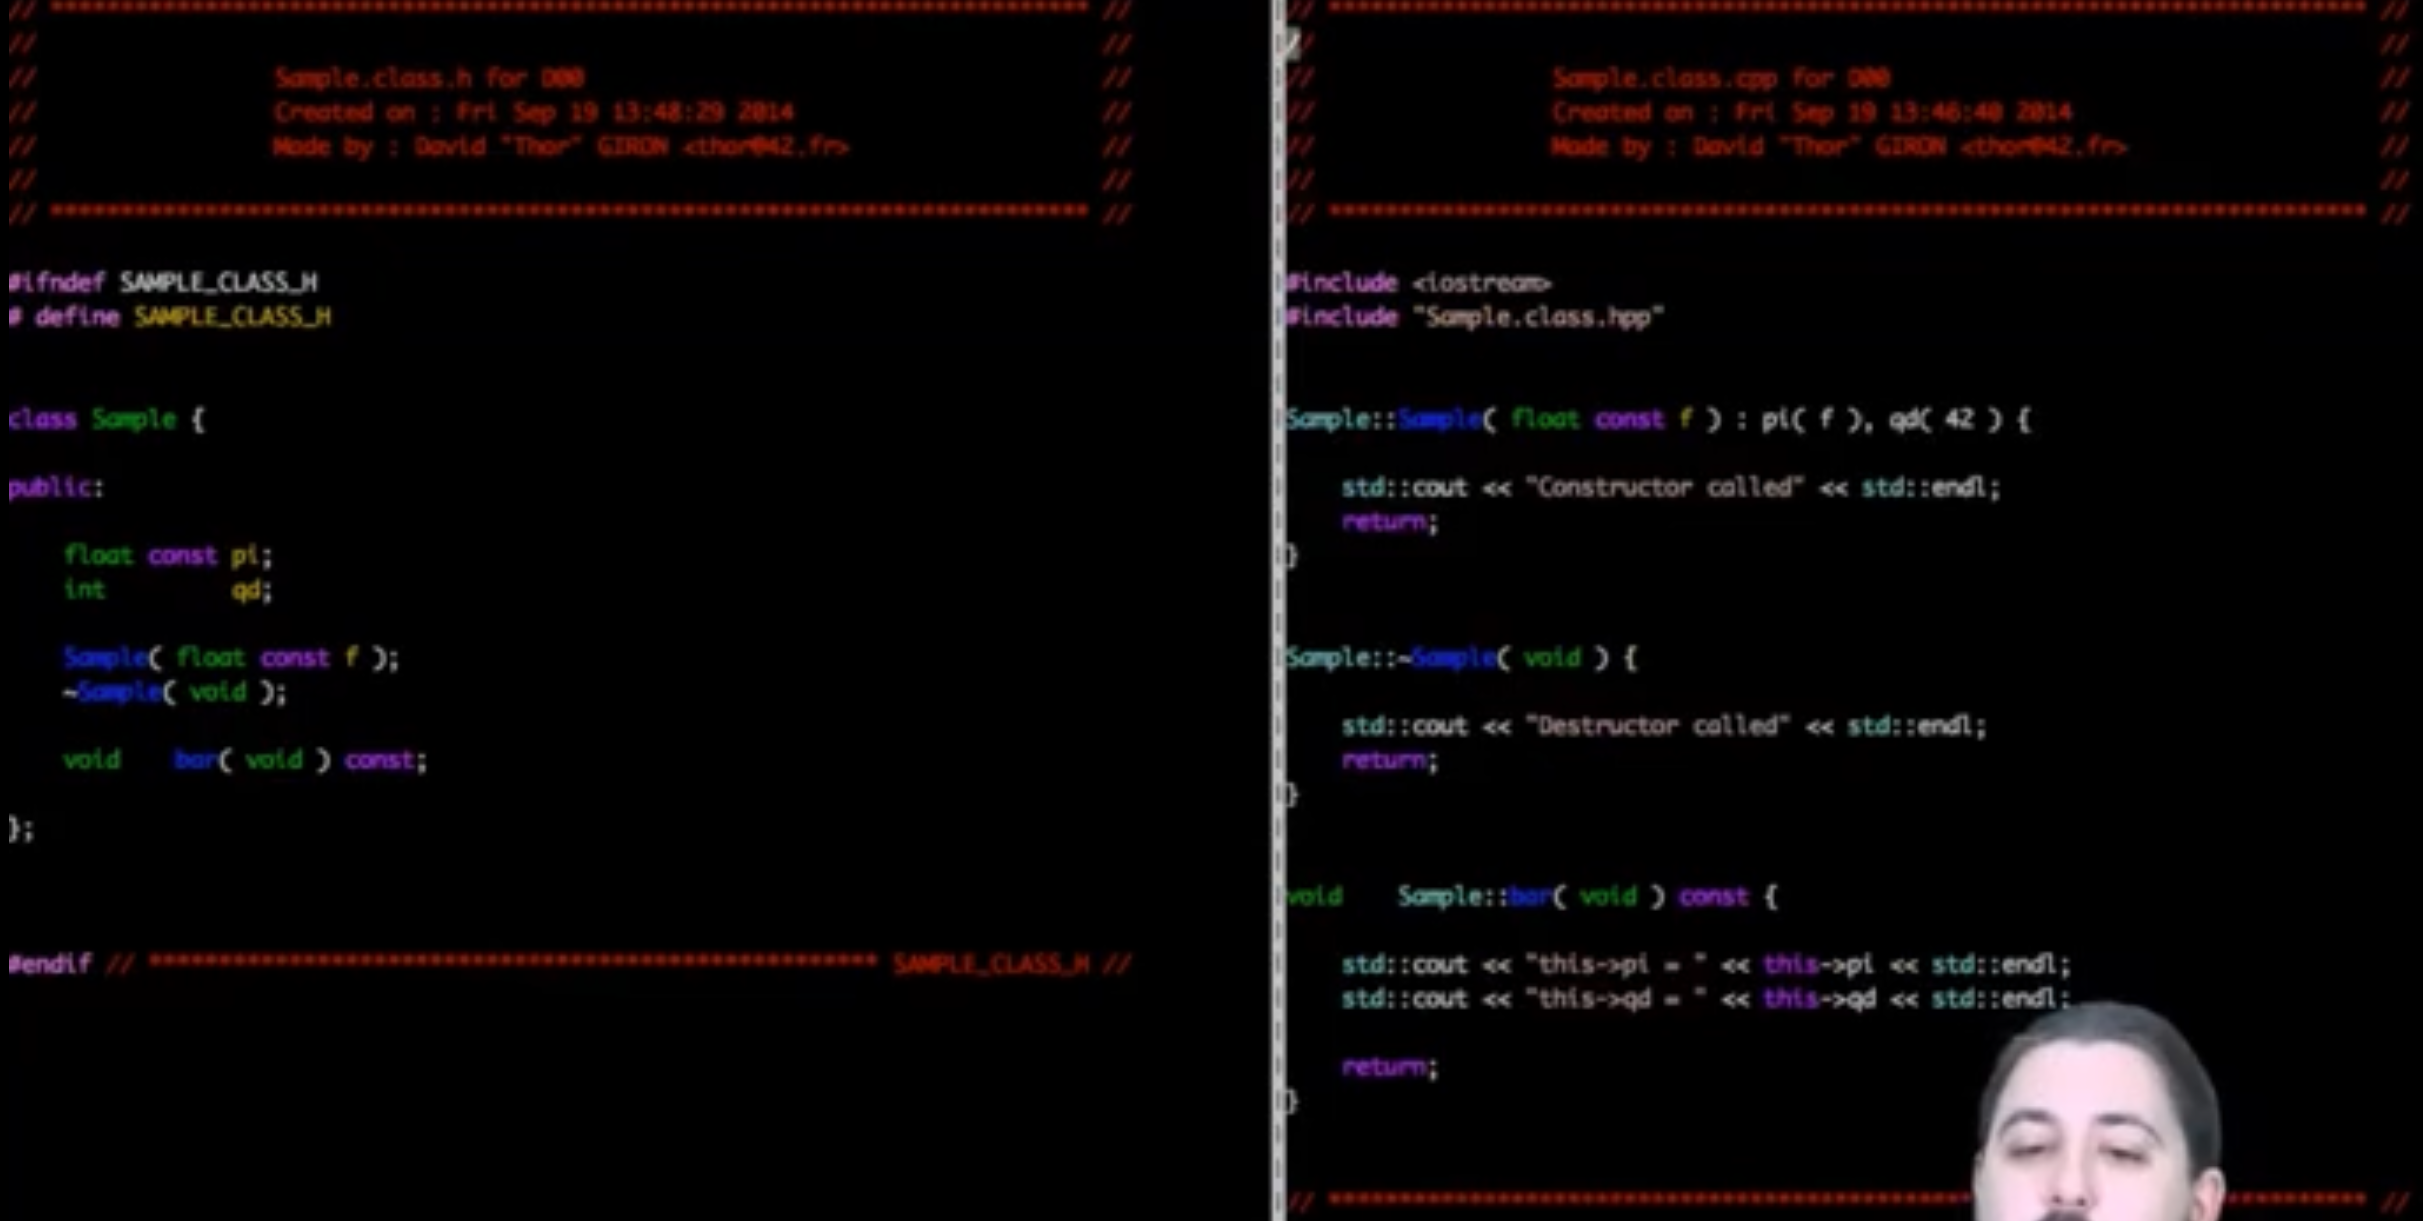 // *************************************************************************** //
//                                                                             //
//                   Sample.class.h for D00                                    //
//                   Created on : Fri Sep 19 13:48:29 2014                     //
//                   Made by : David "Thor" GIRON <thor@42.fr>                 //
//                                                                             //
// *************************************************************************** //
#ifndef SAMPLE_CLASS_H
# define SAMPLE_CLASS_H
class Sample {
public:
    float const pi;
    int         qd;
    Sample( float const f );
    ~Sample( void );
    void    bar( void ) const;
};
#endif // ***************************************************** SAMPLE_CLASS_H //
// *************************************************************************** //
//                                                                             //
//                   Sample.class.cpp for D00                                  //
//                   Created on : Fri Sep 19 13:46:40 2014                     //
//                   Made by : David "Thor" GIRON <thor@42.fr>                 //
//                                                                             //
// *************************************************************************** //
#include <iostream>
#include "Sample.class.hpp"
Sample::Sample( float const f ) : pi( f ), qd( 42 ) {
    std::cout << "Constructor called" << std::endl;
    return;
}
Sample::~Sample( void ) {
    std::cout << "Destructor called" << std::endl;
    return;
}
void    Sample::bar( void ) const {
    std::cout << "this->pi = " << this->pi << std::endl;
    std::cout << "this->qd = " << this->qd << std::endl;
    return;
}
// *************************************************************************** //